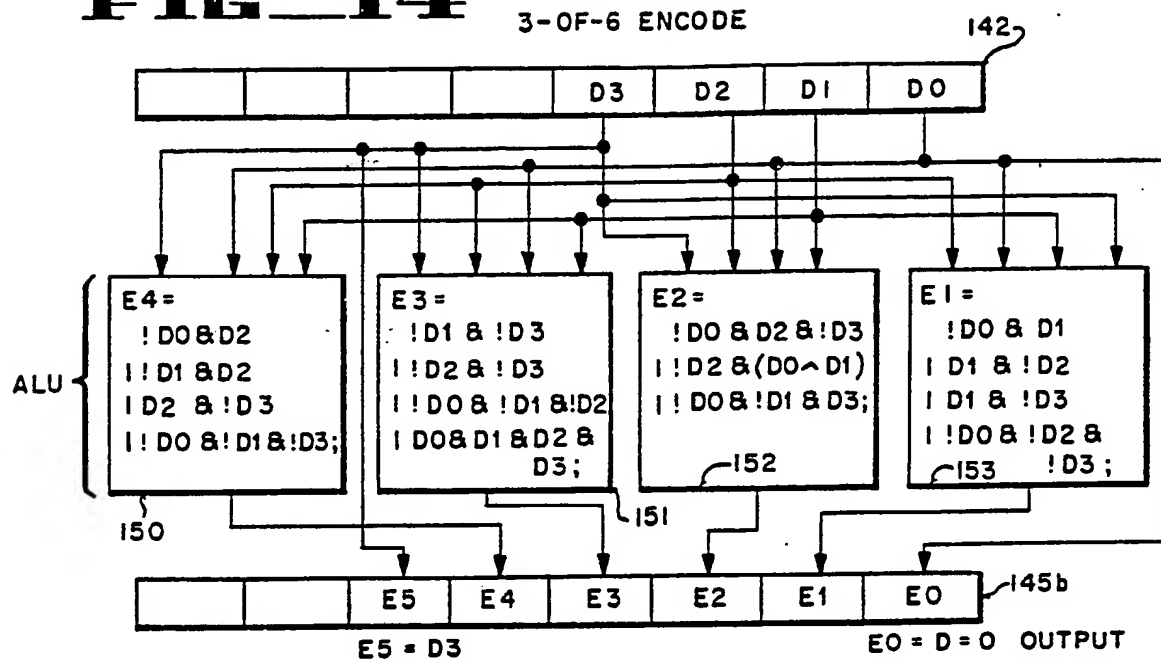 FIG_14
3-OF-6 ENCODE
142
D3 D2 D1 D0
ALU
E4=
!D0&D2
|!D1&D2
|D2 & !D3
|!D0&!D1&!D3;
150
E3=
!D1 & !D3
|!D2 & !D3
|!D0&!D1&!D2
|D0&D1&D2&
D3;
151
E2=
!D0&D2&!D3
|!D2&(D0^D1)
|!D0&!D1&D3;
152
E1=
!D0 & D1
|D1 & !D2
|D1 & !D3
|!D0&!D2&
!D3;
153
E5 E4 E3 E2 E1 E0
145b
E5 = D3
E0 = D = 0 OUTPUT